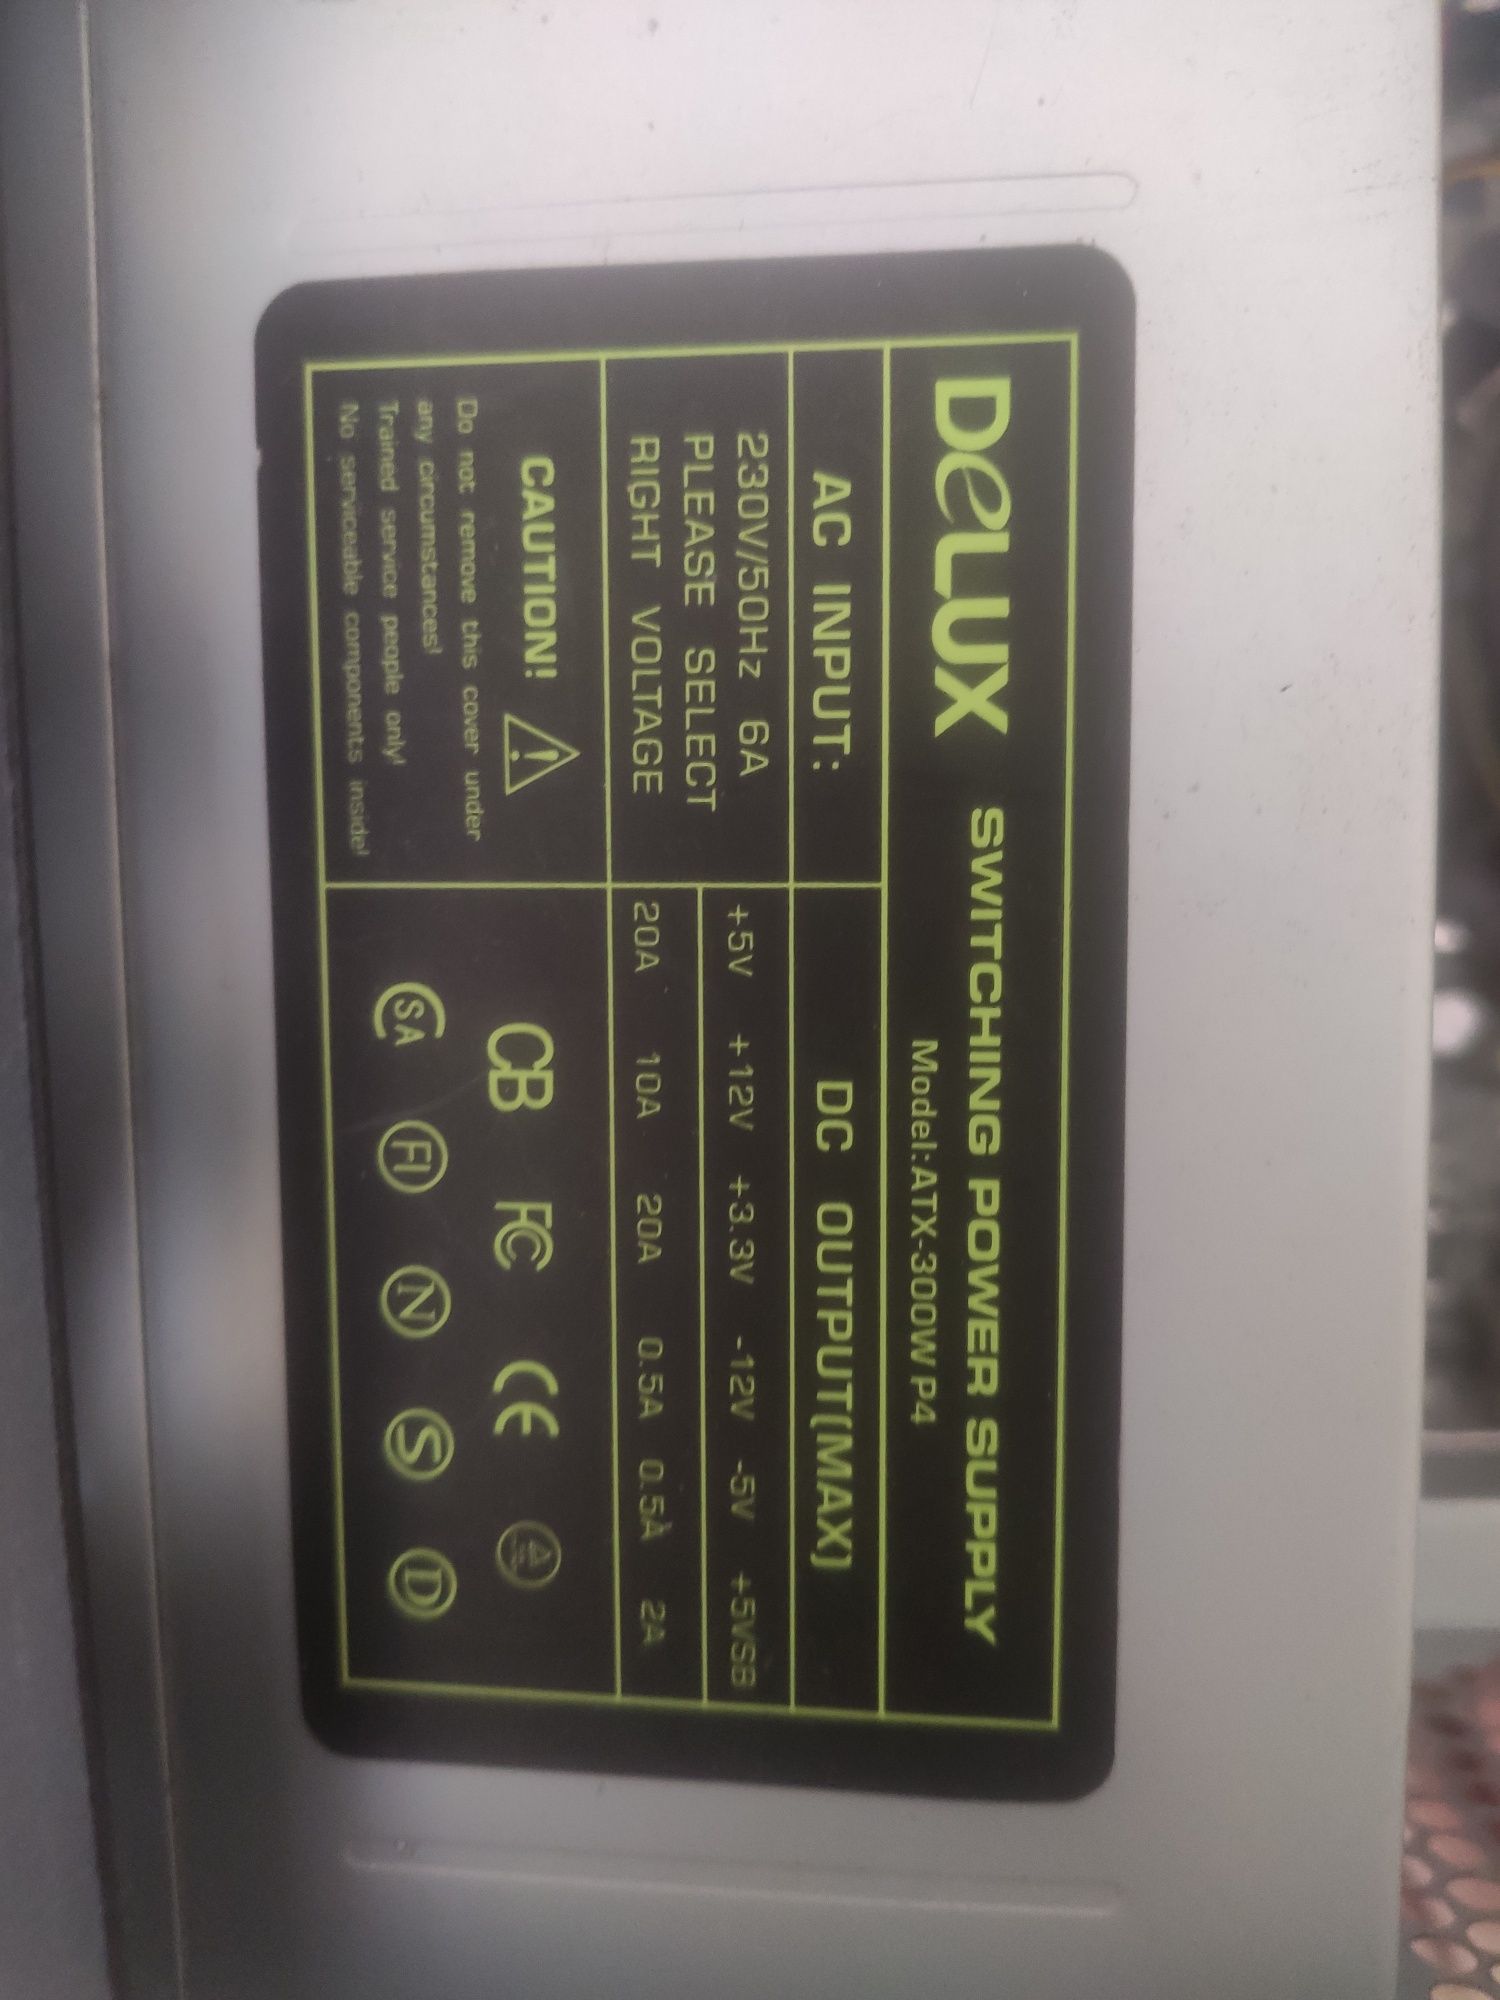 DeLUX SWITCHING POWER SUPPLY
Model:ATX-300W P4
AC INPUT:
DC OUTPUT(MAX)
230V/50Hz 6A
PLEASE SELECT
RIGHT VOLTAGE
+5V +12V +3.3V -12V -5V +5VSB
20A 10A 20A 0.5A 0.5A 2A
CAUTION!
Do not remove this cover under
any circumstances!
Trained service people only!
No serviceable components inside!
CB FC CE
SA FI N S D